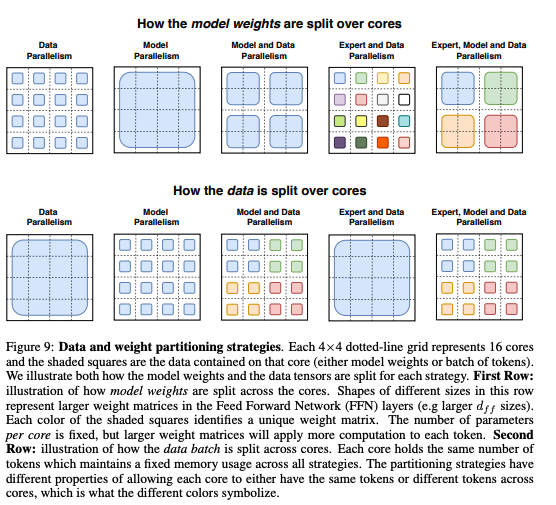 How the model weights are split over cores
Data Parallelism
Model Parallelism
Model and Data Parallelism
Expert and Data Parallelism
Expert, Model and Data Parallelism
How the data is split over cores
Data Parallelism
Model Parallelism
Model and Data Parallelism
Expert and Data Parallelism
Expert, Model and Data Parallelism
Figure 9: Data and weight partitioning strategies. Each 4×4 dotted-line grid represents 16 cores
and the shaded squares are the data contained on that core (either model weights or batch of tokens).
We illustrate both how the model weights and the data tensors are split for each strategy. First Row:
illustration of how model weights are split across the cores. Shapes of different sizes in this row
represent larger weight matrices in the Feed Forward Network (FFN) layers (e.g larger d_ff sizes).
Each color of the shaded squares identifies a unique weight matrix. The number of parameters
per core is fixed, but larger weight matrices will apply more computation to each token. Second
Row: illustration of how the data batch is split across cores. Each core holds the same number of
tokens which maintains a fixed memory usage across all strategies. The partitioning strategies have
different properties of allowing each core to either have the same tokens or different tokens across
cores, which is what the different colors symbolize.